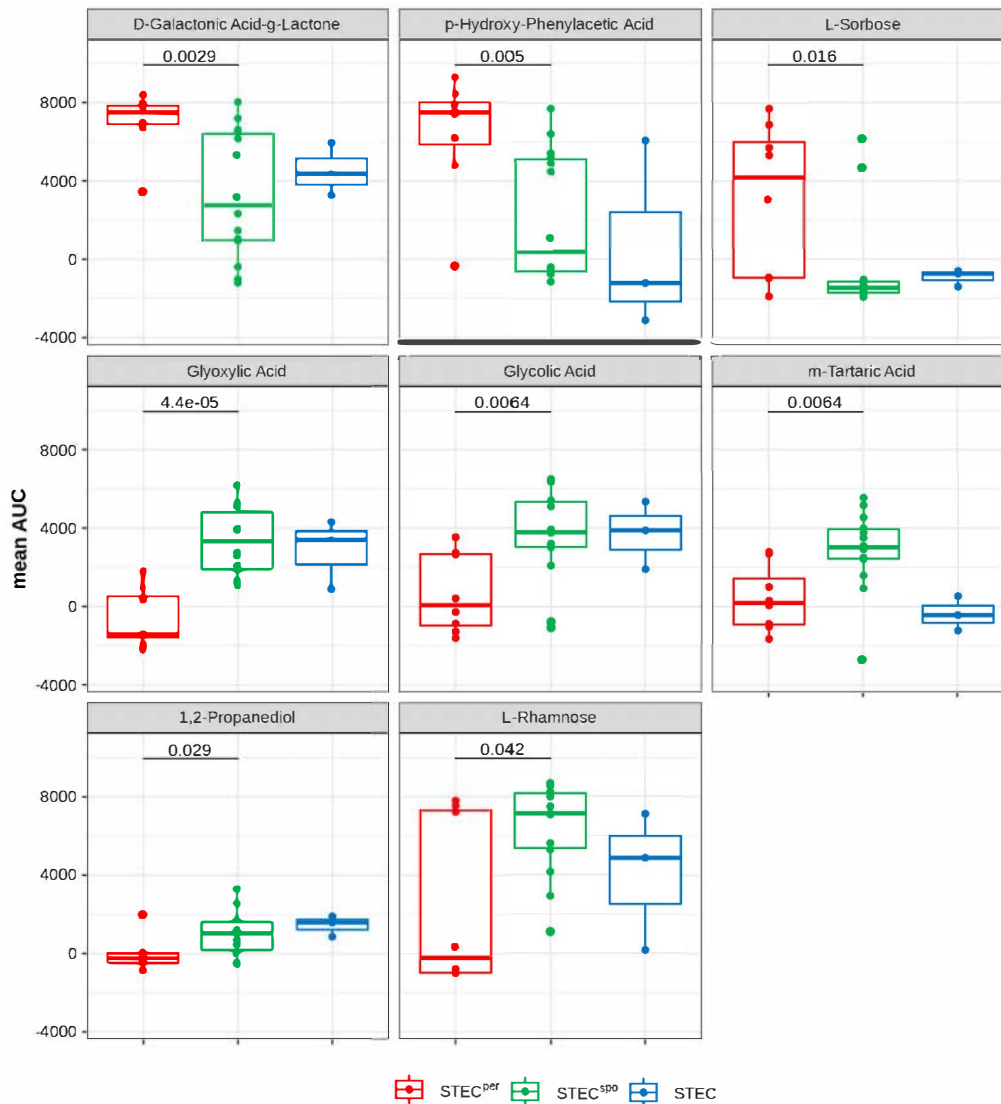 D-Galactonic Acid-g-Lactone
p-Hydroxy-Phenylacetic Acid
L-Sorbose
0.0029
0.005
0.016
8000
4000
0
-4000
Glyoxylic Acid
Glycolic Acid
m-Tartaric Acid
4.4e-05
0.0064
0.0064
8000
4000
0
-4000
mean AUC
1,2-Propanediol
L-Rhamnose
0.029
0.042
8000
4000
0
-4000
STECper STECspo STEC